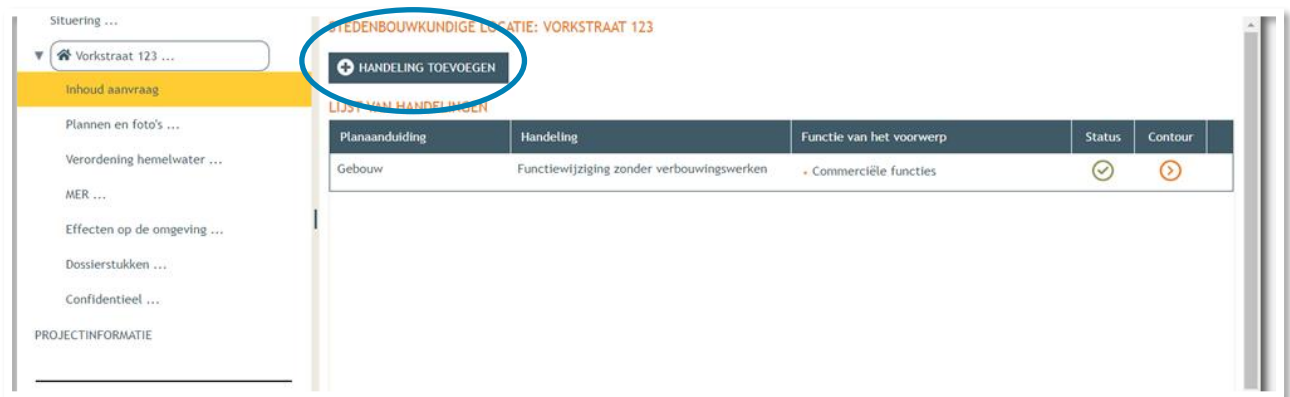 Situering ...
Vorkstraat 123 ...
Inhoud aanvraag
Plannen en foto's ...
Verordening hemelwater ...
MER ...
Effecten op de omgeving ...
Dossierstukken ...
Confidentieel ...
PROJECTINFORMATIE
STEDENBOUWKUNDIGE LOCATIE: VORKSTRAAT 123
HANDELING TOEVOEGEN
LIJST VAN HANDELINGEN
Planaanduiding Handeling Functie van het voorwerp Status Contour
Gebouw Functiewijziging zonder verbouwingswerken Commerciële functies